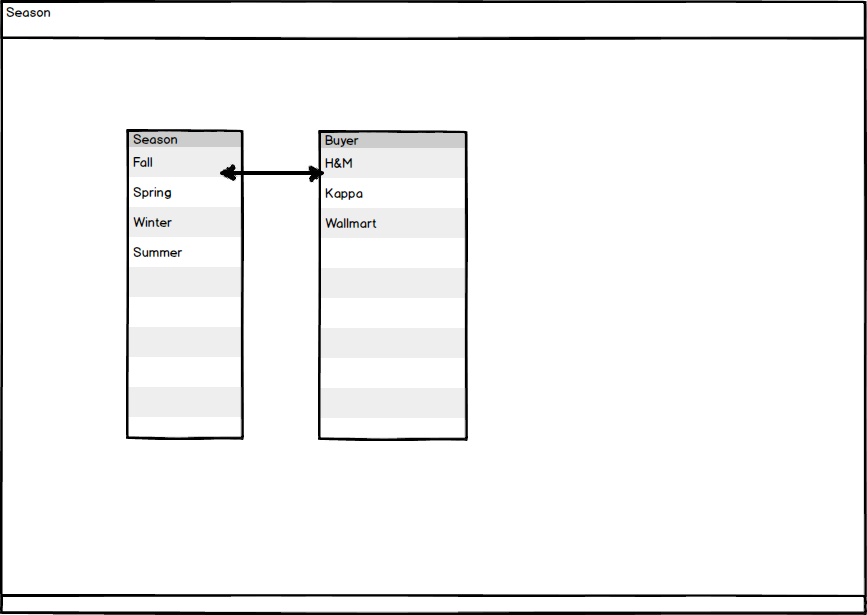 Season
Season
Fall
Spring
Winter
Summer
Buyer
H&M
Kappa
Wallmart